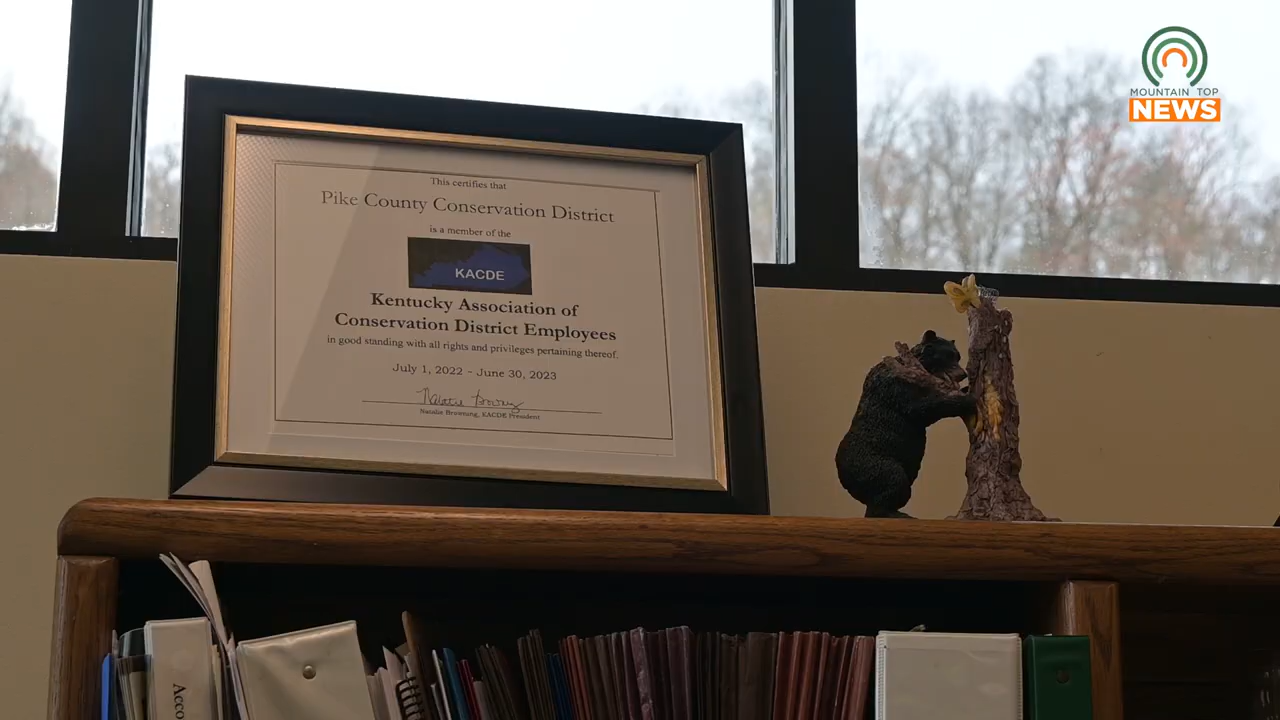 MOUNTAIN TOP
NEWS
This certifies that
Pike County Conservation District
is a member of the
KACDE
Kentucky Association of
Conservation District Employees
in good standing with all rights and privileges pertaining thereof.
July 1, 2022 - June 30, 2023
Natalie Browning, KACDE President
Acco